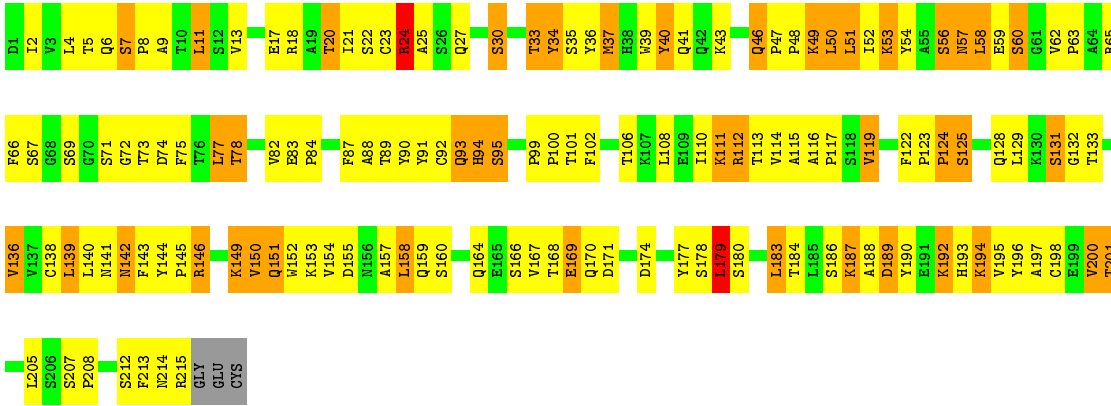 D1 I2 V3 L4 T5 Q6 S7 P8 A9 T10 L11 S12 V13 E17 R18 A19 T20 I21 S22 C23 R24 A25 S26 Q27 S30 T33 Y34 S35 Y36 M37 H38 W39 Y40 Q41 Q42 K43 Q46 P47 P48 K49 L50 L51 I52 K53 Y54 A55 S56 N57 L58 E59 S60 G61 V62 P63 A64 R65
F66 S67 G68 S69 G70 S71 G72 T73 D74 F75 T76 L77 T78 V82 E83 P84 F87 A88 T89 Y90 Y91 C92 Q93 H94 S95 P99 P100 T101 F102 T106 K107 L108 E109 I110 K111 R112 T113 V114 A115 A116 P117 S118 V119 F122 P123 P124 S125 Q128 L129 K130 S131 G132 T133
V136 V137 C138 L139 L140 N141 N142 F143 Y144 P145 R146 K149 V150 Q151 W152 K153 V154 D155 N156 A157 L158 Q159 S160 Q164 E165 S166 V167 T168 E169 Q170 D171 D174 Y177 S178 L179 S180 L183 T184 L185 S186 K187 A188 D189 Y190 E191 K192 H193 K194 V195 Y196 A197 C198 E199 V200 T201
L205 S206 S207 P208 S212 F213 N214 R215 GLY GLU CYS